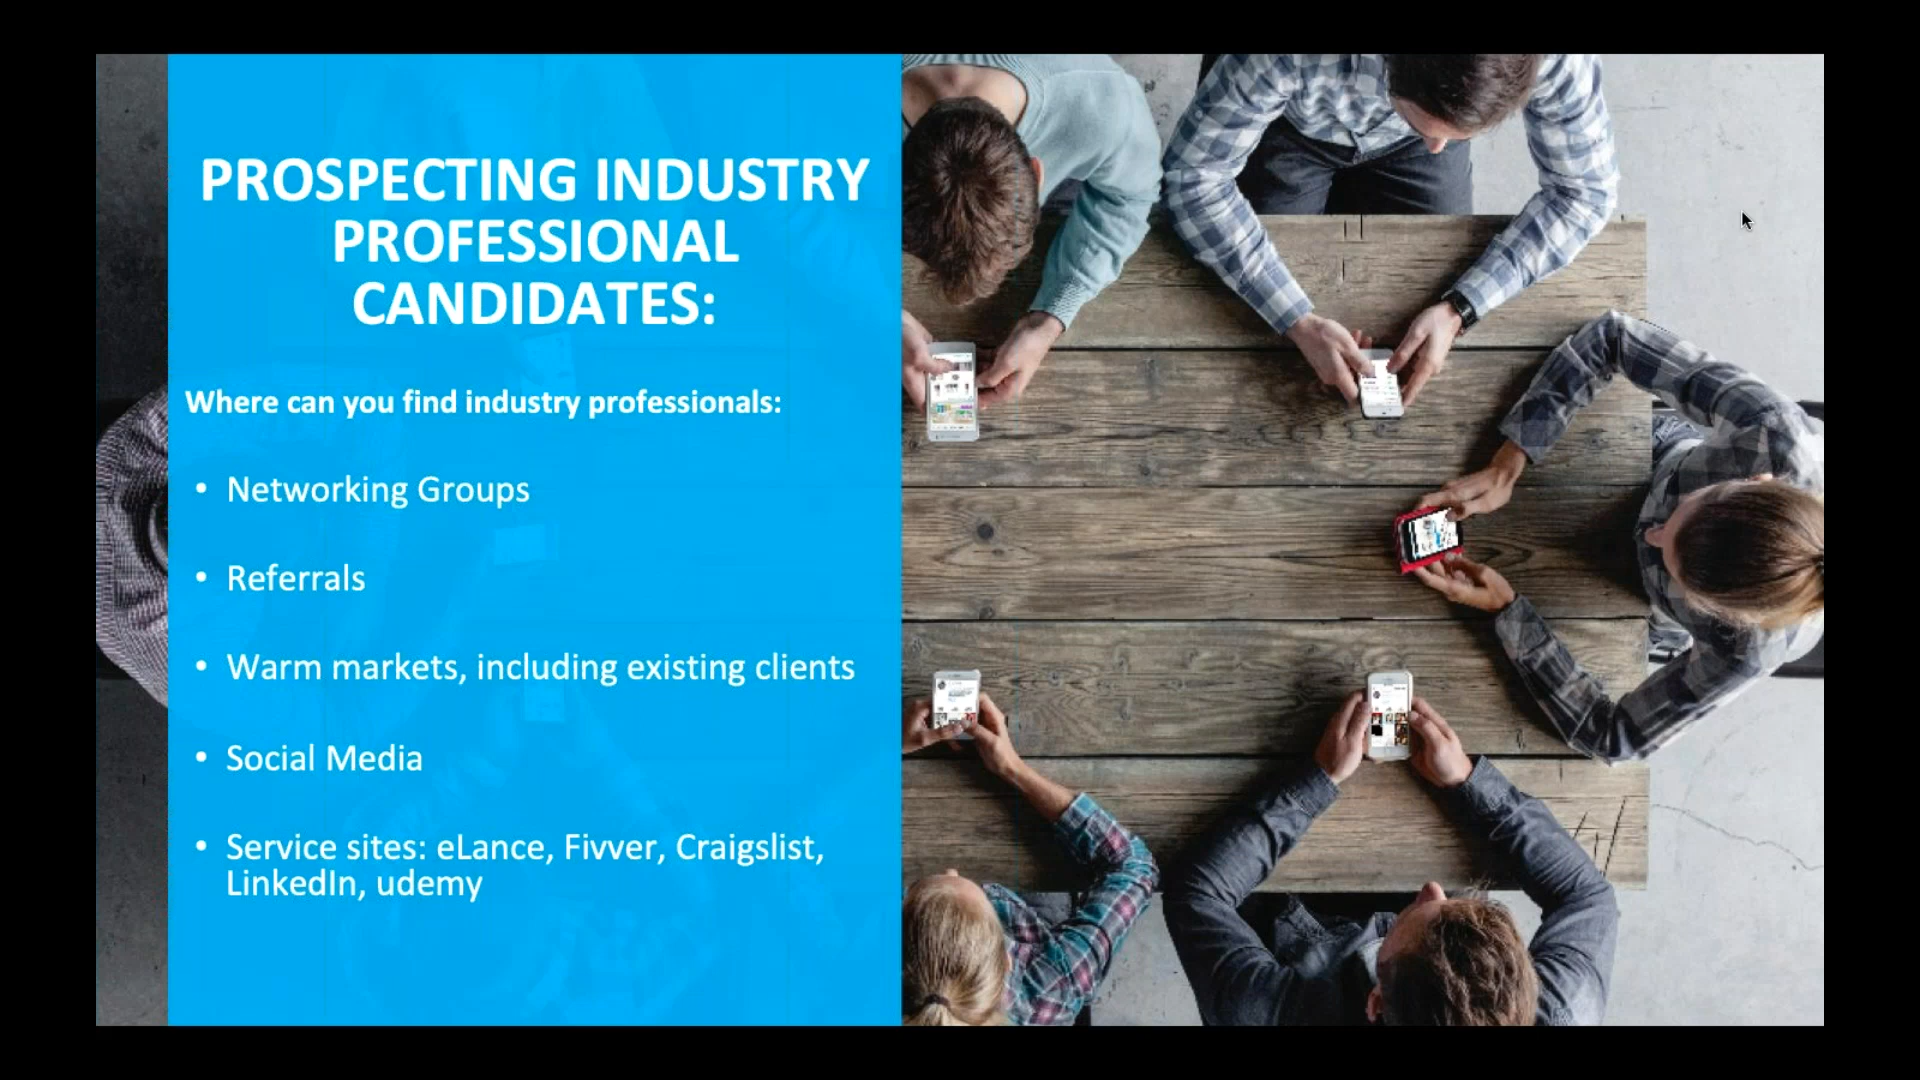 PROSPECTING INDUSTRY
PROFESSIONAL
CANDIDATES:
Where can you find industry professionals:
• Networking Groups
• Referrals
• Warm markets, including existing clients
• Social Media
• Service sites: eLance, Fivver, Craigslist,
LinkedIn, udemy